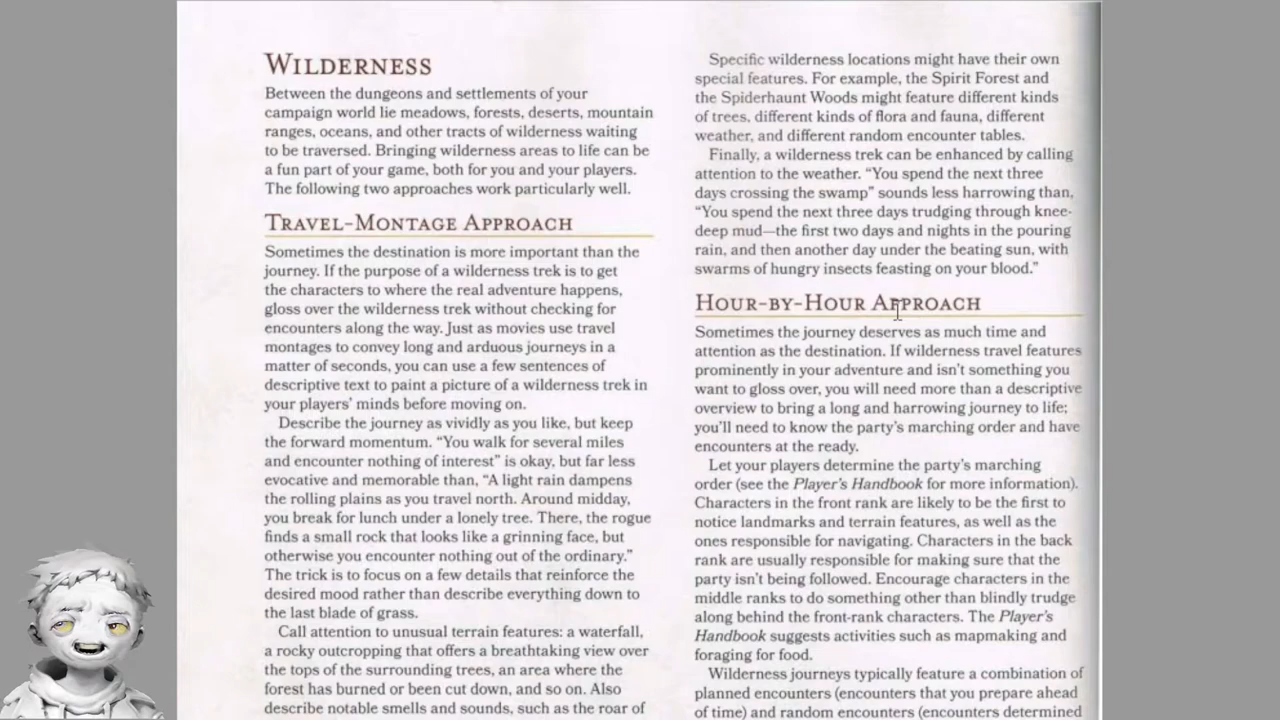 WILDERNESS
Between the dungeons and settlements of your
campaign world lie meadows, forests, deserts, mountain
ranges, oceans, and other tracts of wilderness waiting
to be traversed. Bringing wilderness areas to life can be
a fun part of your game, both for you and your players.
The following two approaches work particularly well.
TRAVEL-MONTAGE APPROACH
Sometimes the destination is more important than the
journey. If the purpose of a wilderness trek is to get
the characters to where the real adventure happens,
gloss over the wilderness trek without checking for
encounters along the way. Just as movies use travel
montages to convey long and arduous journeys in a
matter of seconds, you can use a few sentences of
descriptive text to paint a picture of a wilderness trek in
your players' minds before moving on.
Describe the journey as vividly as you like, but keep
the forward momentum. “You walk for several miles
and encounter nothing of interest” is okay, but far less
evocative and memorable than, “A light rain dampens
the rolling plains as you travel north. Around midday,
you break for lunch under a lonely tree. There, the rogue
finds a small rock that looks like a grinning face, but
otherwise you encounter nothing out of the ordinary.”
The trick is to focus on a few details that reinforce the
desired mood rather than describe everything down to
the last blade of grass.
Call attention to unusual terrain features: a waterfall,
a rocky outcropping that offers a breathtaking view over
the tops of the surrounding trees, an area where the
forest has burned or been cut down, and so on. Also
describe notable smells and sounds, such as the roar of
Specific wilderness locations might have their own
special features. For example, the Spirit Forest and
the Spiderhaunt Woods might feature different kinds
of trees, different kinds of flora and fauna, different
weather, and different random encounter tables.
Finally, a wilderness trek can be enhanced by calling
attention to the weather. “You spend the next three
days crossing the swamp” sounds less harrowing than,
“You spend the next three days trudging through knee-
deep mud—the first two days and nights in the pouring
rain, and then another day under the beating sun, with
swarms of hungry insects feasting on your blood.”
HOUR-BY-HOUR APPROACH
Sometimes the journey deserves as much time and
attention as the destination. If wilderness travel features
prominently in your adventure and isn't something you
want to gloss over, you will need more than a descriptive
overview to bring a long and harrowing journey to life;
you'll need to know the party's marching order and have
encounters at the ready.
Let your players determine the party's marching
order (see the Player's Handbook for more information).
Characters in the front rank are likely to be the first to
notice landmarks and terrain features, as well as the
ones responsible for navigating. Characters in the back
rank are usually responsible for making sure that the
party isn't being followed. Encourage characters in the
middle ranks to do something other than blindly trudge
along behind the front-rank characters. The Player's
Handbook suggests activities such as mapmaking and
foraging for food.
Wilderness journeys typically feature a combination of
planned encounters (encounters that you prepare ahead
of time) and random encounters (encounters determined